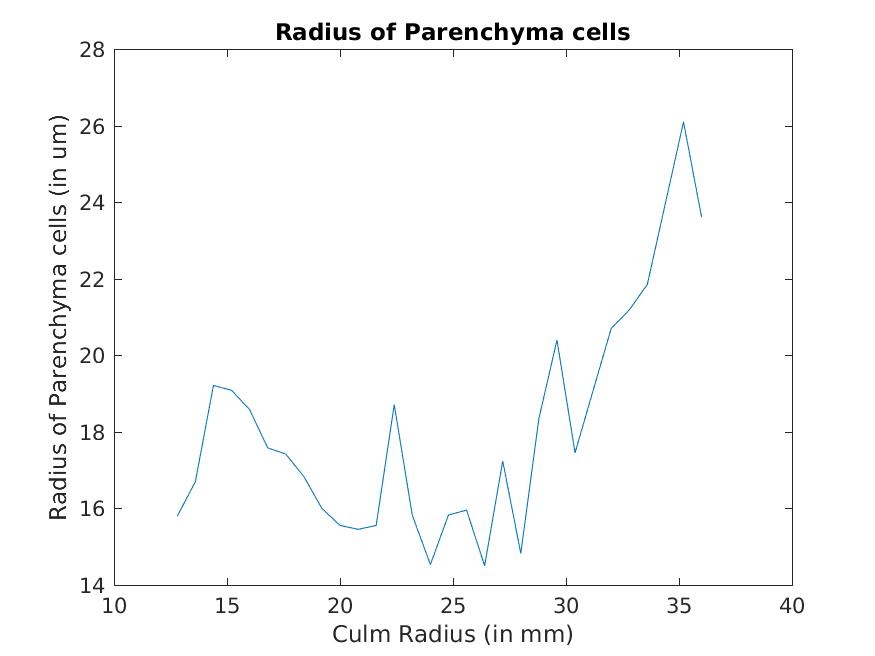 Radius of Parenchyma cells
28
26
24
22
20
18
16
14
Radius of Parenchyma cells (in um)
10 15 20 25 30 35 40
Culm Radius (in mm)